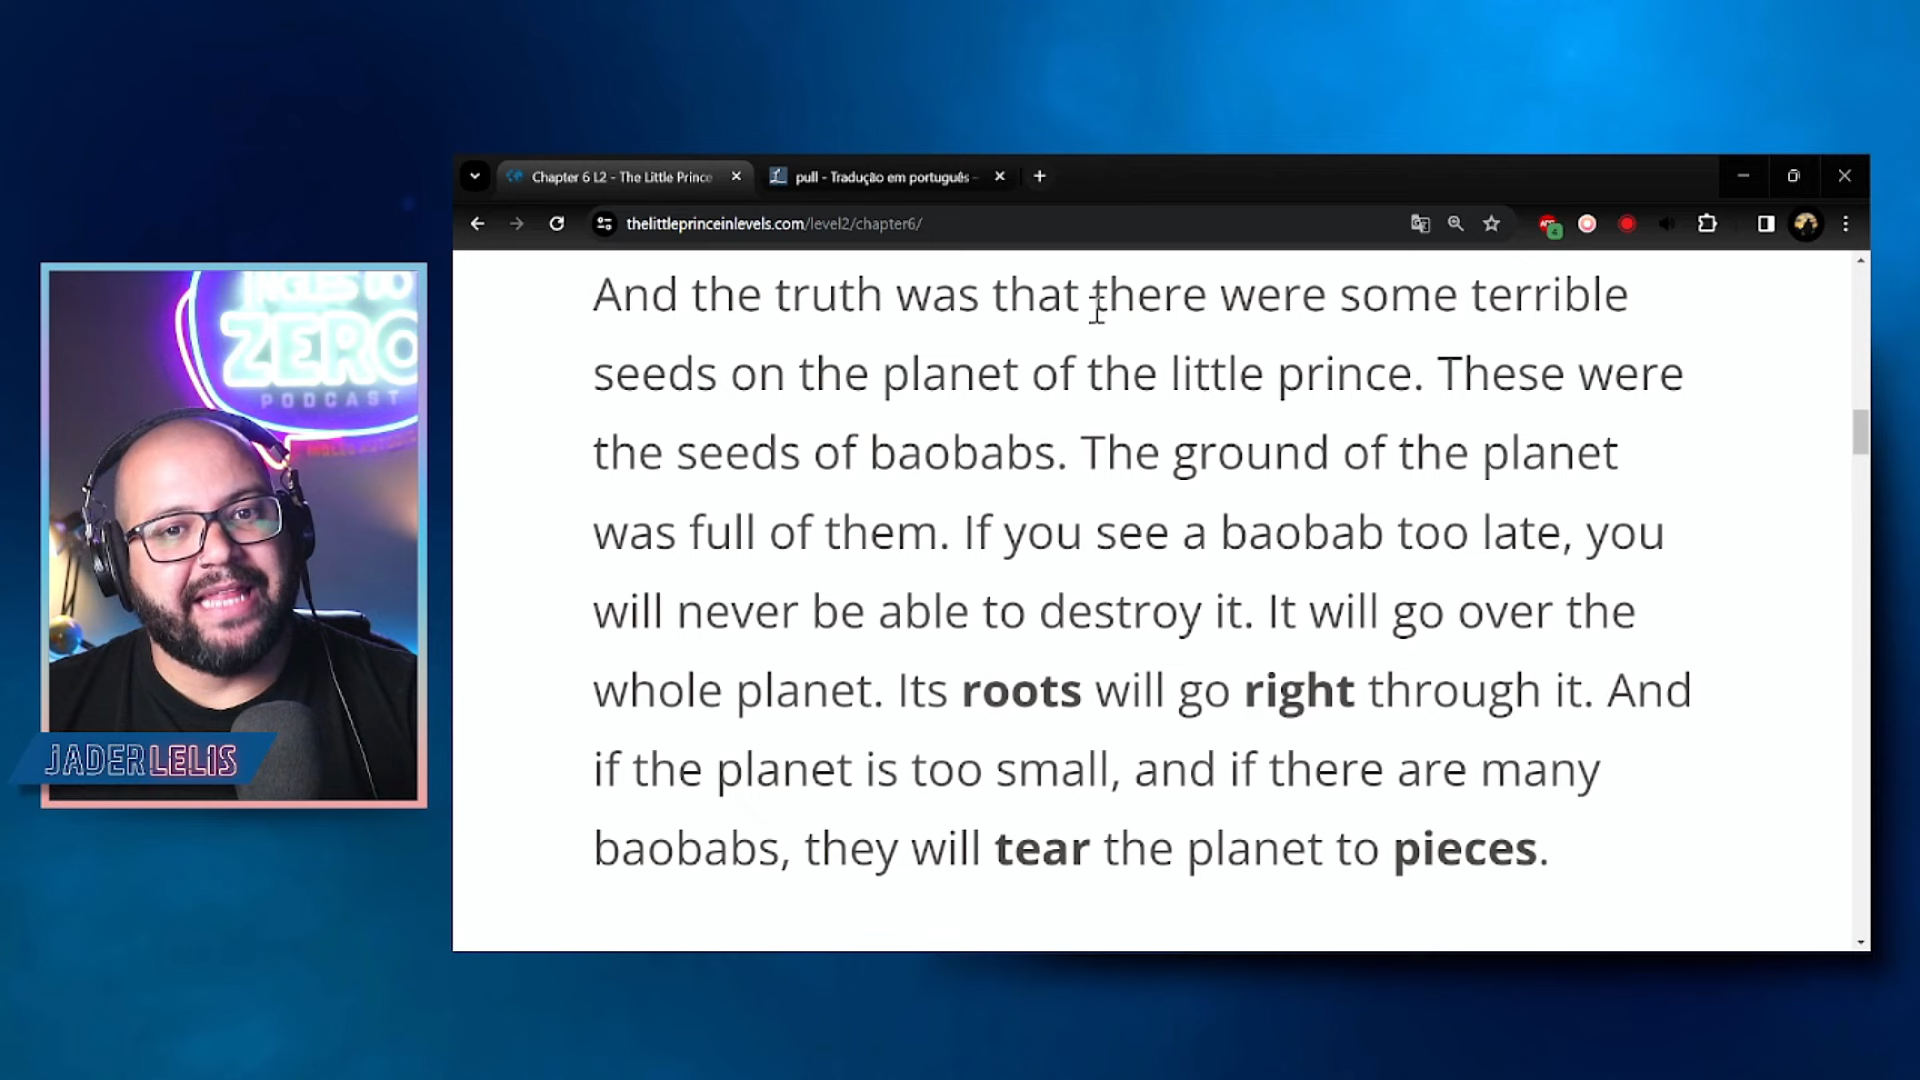 Chapter 6 L2 - The Little Prince
pull - Tradução em português -
thelittleprinceinlevels.com/level2/chapter6/
And the truth was that there were some terrible
seeds on the planet of the little prince. These were
the seeds of baobabs. The ground of the planet
was full of them. If you see a baobab too late, you
will never be able to destroy it. It will go over the
whole planet. Its roots will go right through it. And
if the planet is too small, and if there are many
baobabs, they will tear the planet to pieces.
ZERO
PODCAST
JADER LELIS